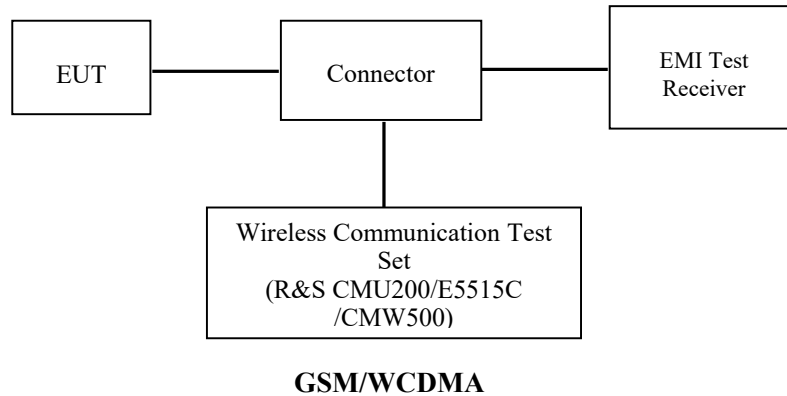 EUT
Connector
EMI Test
Receiver
Wireless Communication Test
Set
(R&S CMU200/E5515C
/CMW500)
GSM/WCDMA